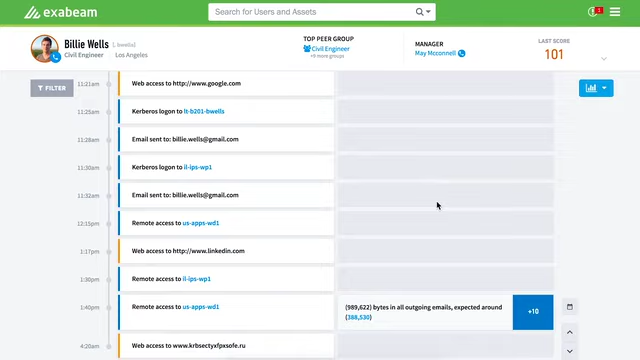 exabeam
Search for Users and Assets
1
Billie Wells [. bwells]
Civil Engineer Los Angeles
TOP PEER GROUP
Civil Engineer
+9 more groups
MANAGER
May Mcconnell
LAST SCORE
101
FILTER
11:21am Web access to http://www.google.com
11:25am Kerberos logon to lt-b201-bwells
11:28am Email sent to: billie.wells@gmail.com
11:30am Kerberos logon to il-ips-wp1
11:32am Email sent to: billie.wells@gmail.com
12:15pm Remote access to us-apps-wd1
1:17pm Web access to http://www.linkedin.com
1:30pm Remote access to il-ips-wp1
1:40pm Remote access to us-apps-wd1
(989,622) bytes in all outgoing emails, expected around
(388,530)
+10
4:20am Web access to www.krbsectyxfpxsofe.ru